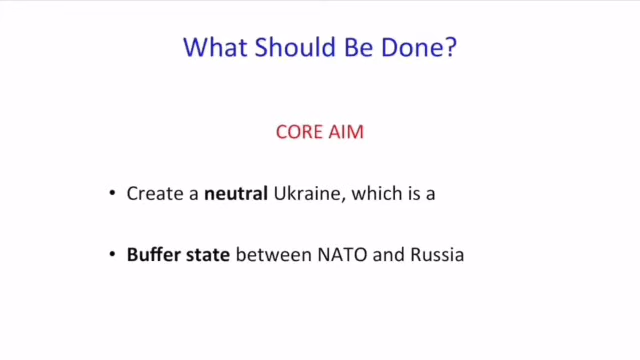 What Should Be Done?
CORE AIM
• Create a neutral Ukraine, which is a
• Buffer state between NATO and Russia